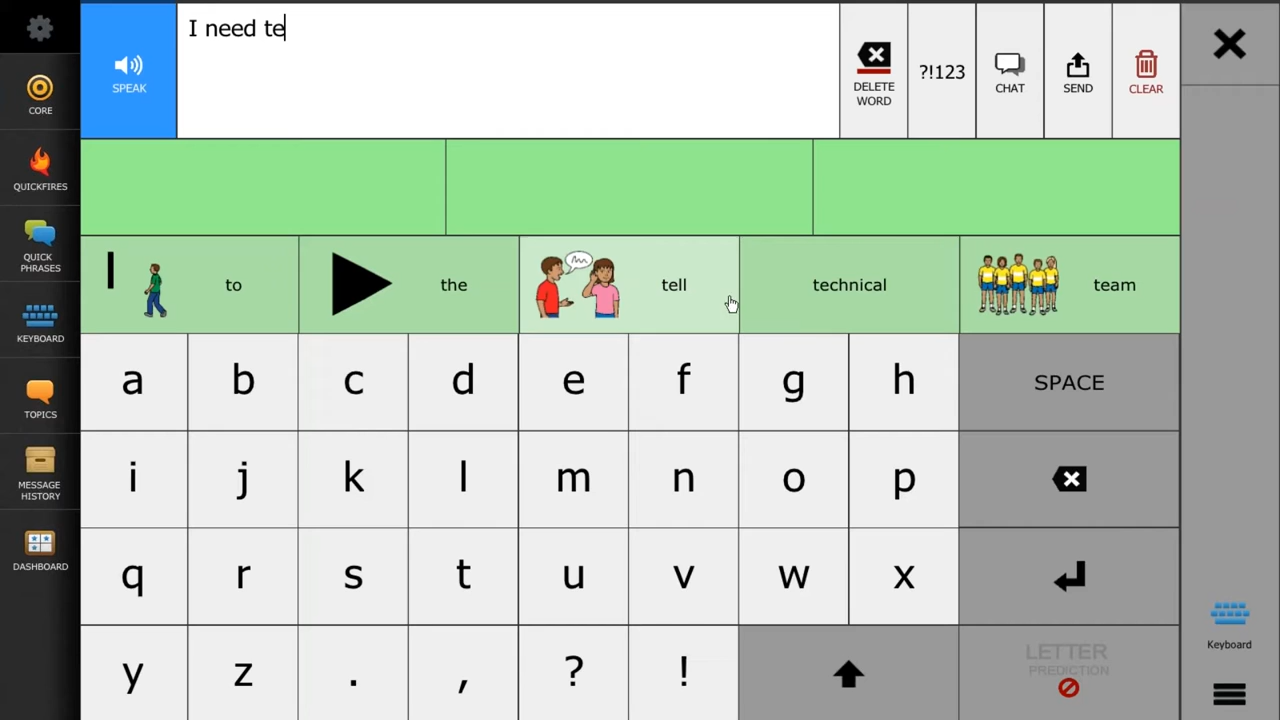 I need te
SPEAK
DELETE
WORD
?!123
CHAT
SEND
CLEAR
CORE
QUICKFIRES
QUICK
PHRASES
KEYBOARD
TOPICS
MESSAGE
HISTORY
DASHBOARD
I to
the
tell
technical
team
a b c d e f g h SPACE
i j k l m n o p
q r s t u v w x
y z . , ? !
LETTER
PREDICTION
Keyboard